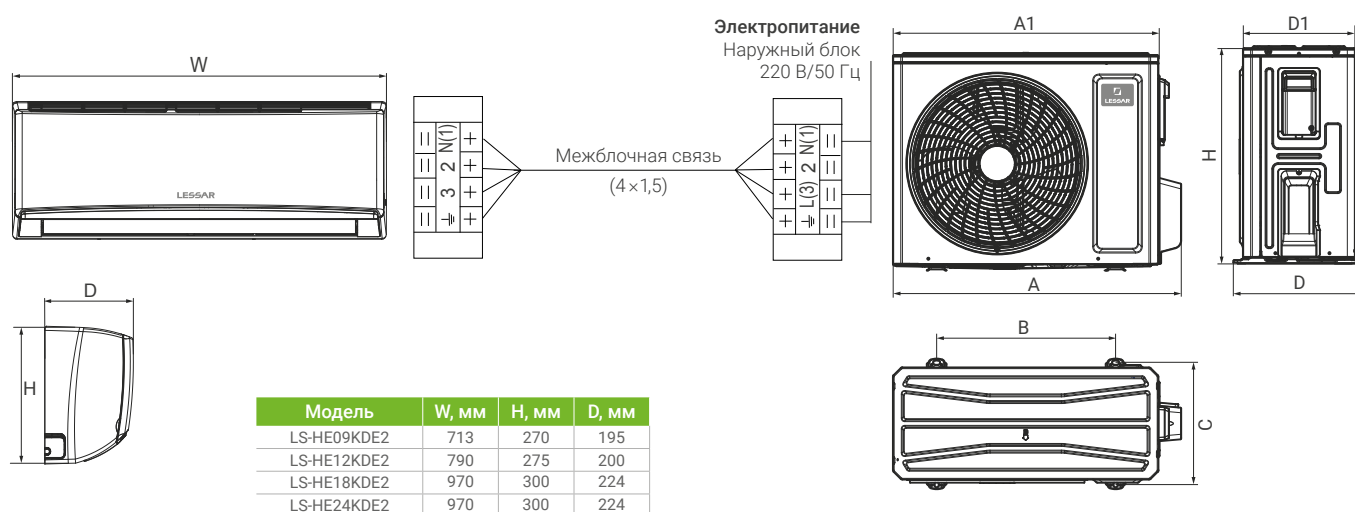 Электропитание
Наружный блок
220 В/50 Гц
W
LESSAR
N(1)
2
3
Межблочная связь
(4×1,5)
N(1)
2
L(3)
A1
LESSAR
A
D1
H
D
D
H
B
C
Модель W, мм H, мм D, мм
LS-HE09KDE2 713 270 195
LS-HE12KDE2 790 275 200
LS-HE18KDE2 970 300 224
LS-HE24KDE2 970 300 224